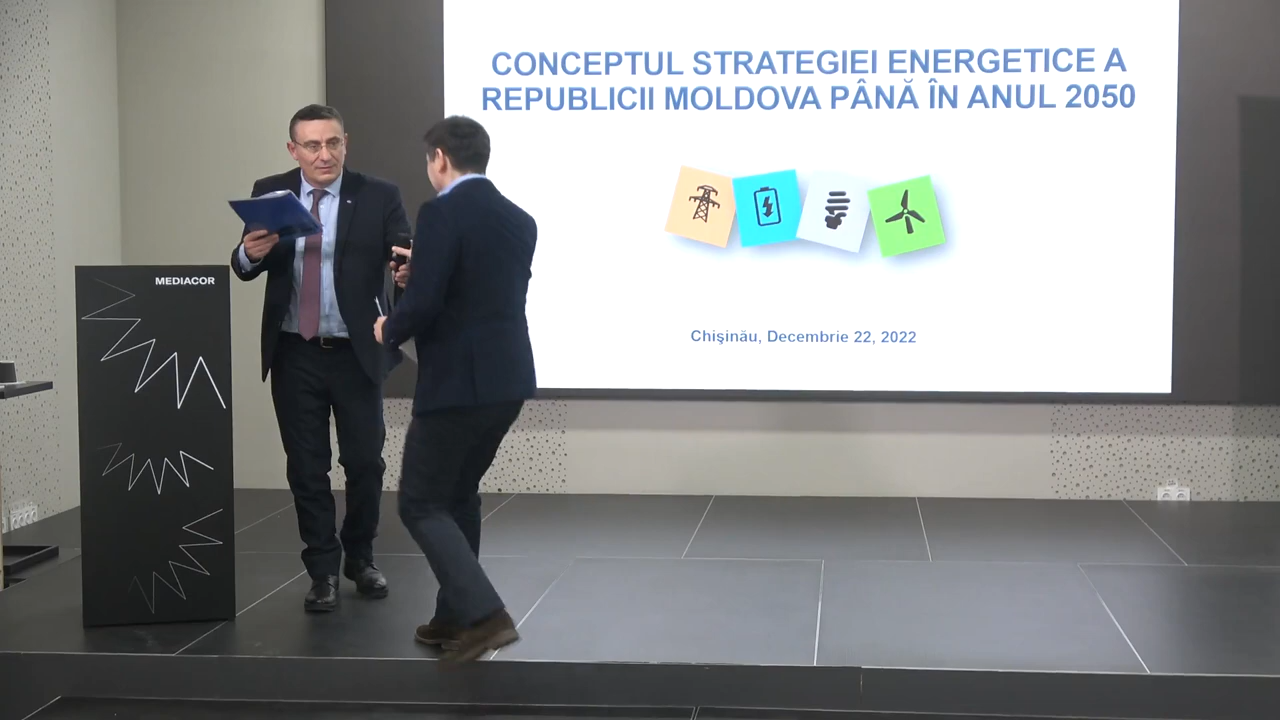 CONCEPTUL STRATEGIEI ENERGETICE A
REPUBLICII MOLDOVA PÂNĂ ÎN ANUL 2050
Chişinău, Decembrie 22, 2022
MEDIACOR